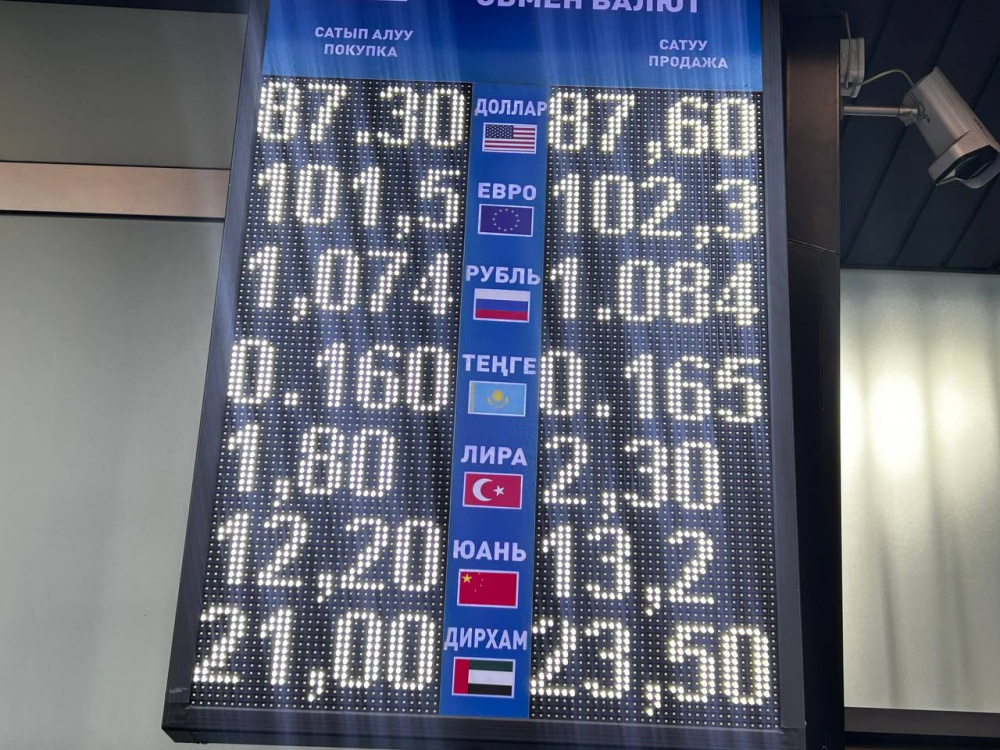 ОБМЕН ВАЛЮТ
САТЫП АЛУУ
ПОКУПКА
САТУУ
ПРОДАЖА
87.30 ДОЛЛАР 87,60
101,5 ЕВРО 102,3
1,074 РУБЛЬ 1.084
0.160 ТЕҢГЕ 0.165
1,80 ЛИРА 2,30
12,20 ЮАНЬ 13,2
21,00 ДИРХАМ 23,50